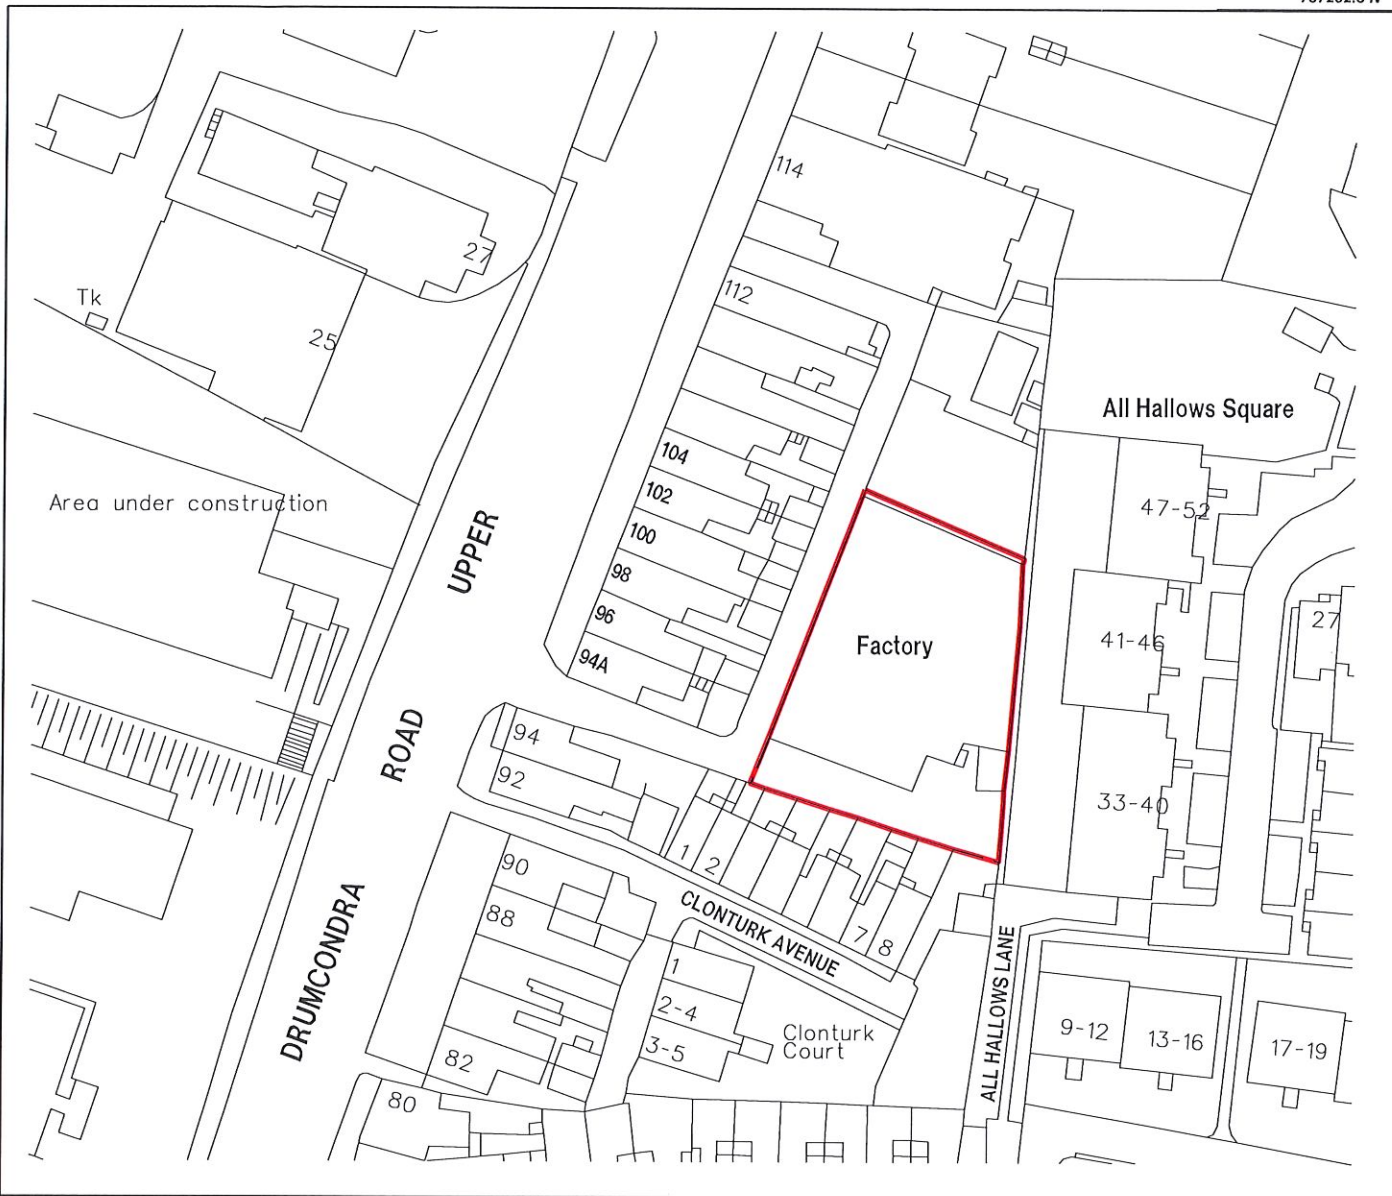 114
27
112
Tk
25
All Hallows Square
104
102
Area under construction
47-52
UPPER
100
98
96
27
94A
Factory
41-46
ROAD
94
92
33-40
1
2
90
CLONTURK AVENUE
88
7
8
DRUMCONDRA
1
2-4
Clonturk
Court
3-5
ALL HALLOWS LANE
9-12
13-16
17-19
82
80